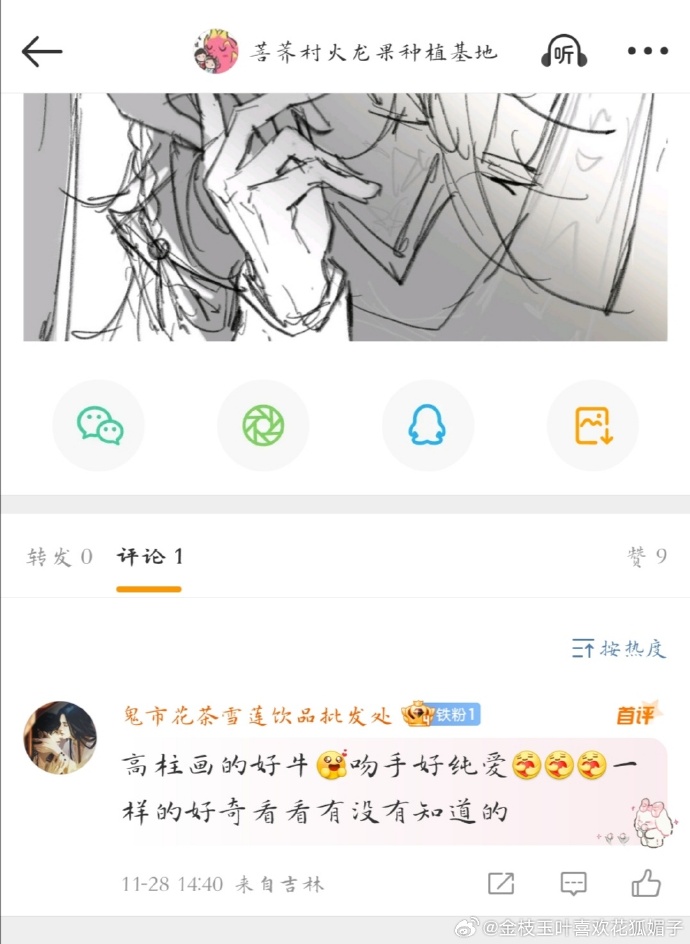 菩荠村火龙果种植基地
听
转发 0
评论 1
赞 9
按热度
鬼市花茶雪莲饮品批发处
铁粉1
首评
高柱画的好牛吻手好纯爱一
样的好奇看看有没有知道的
11-28 14:40 来自吉林
@金枝玉叶喜欢花狐媚子